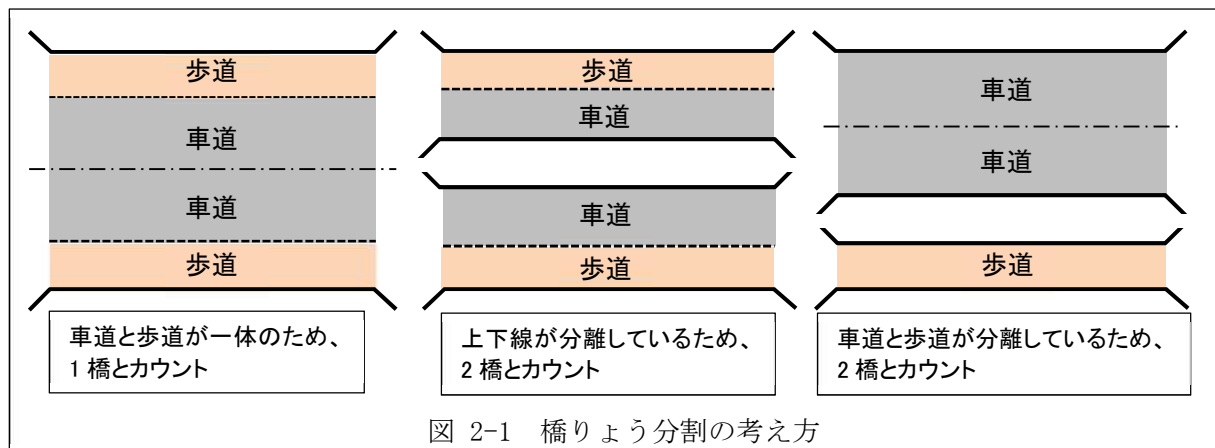 歩道
車道
車道
歩道
車道と歩道が一体のため、
1 橋とカウント
歩道
車道
車道
歩道
上下線が分離しているため、
2 橋とカウント
車道
車道
歩道
車道と歩道が分離しているため、
2 橋とカウント
図 2-1 橋りょう分割の考え方